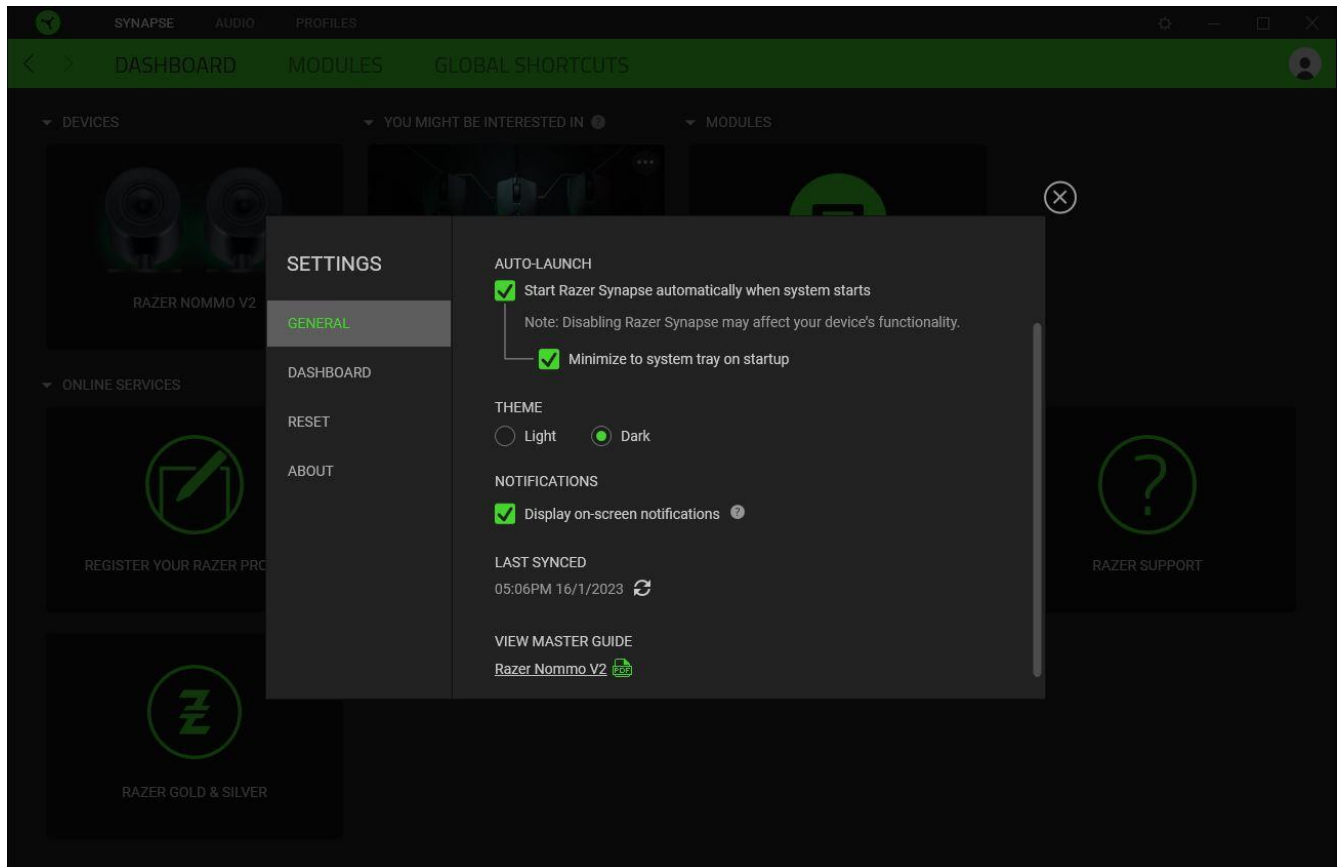 SYNAPSE AUDIO PROFILES
DASHBOARD MODULES GLOBAL SHORTCUTS
DEVICES
YOU MIGHT BE INTERESTED IN ?
MODULES
RAZER NOMMO V2
ONLINE SERVICES
REGISTER YOUR RAZER PRO
RAZER SUPPORT
RAZER GOLD & SILVER
SETTINGS
GENERAL
DASHBOARD
RESET
ABOUT
AUTO-LAUNCH
Start Razer Synapse automatically when system starts
Note: Disabling Razer Synapse may affect your device's functionality.
Minimize to system tray on startup
THEME
Light Dark
NOTIFICATIONS
Display on-screen notifications ?
LAST SYNCED
05:06PM 16/1/2023
VIEW MASTER GUIDE
Razer Nommo V2 PDF